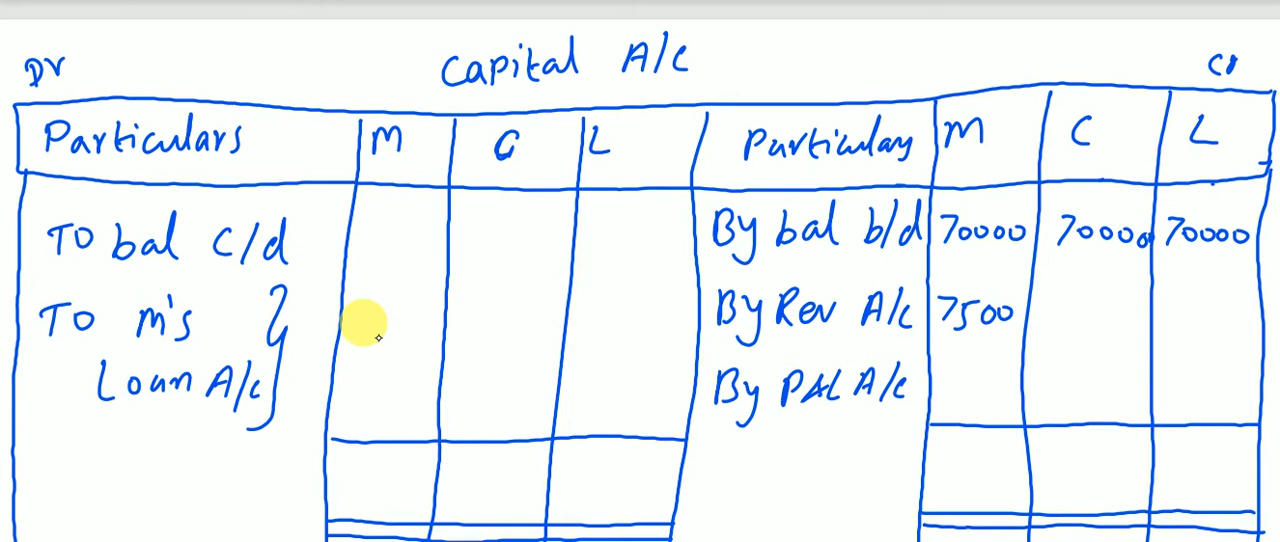 Dr Capital A/c Cr
Particulars M C L Particulars M C L
To bal c/d By bal b/d 70000 70000 70000
To m's By Rev A/c 7500
Loan A/c By P&L A/c